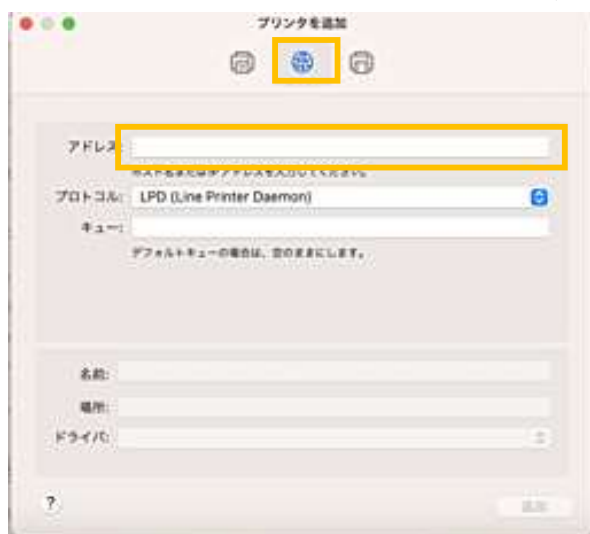 プリンタを追加
アドレス:
ホスト名またはIPアドレスを入力してください。
プロトコル: LPD (Line Printer Daemon)
キュー:
デフォルトキューの場合は、空のままにします。
名前:
場所:
ドライバ:
?
追加